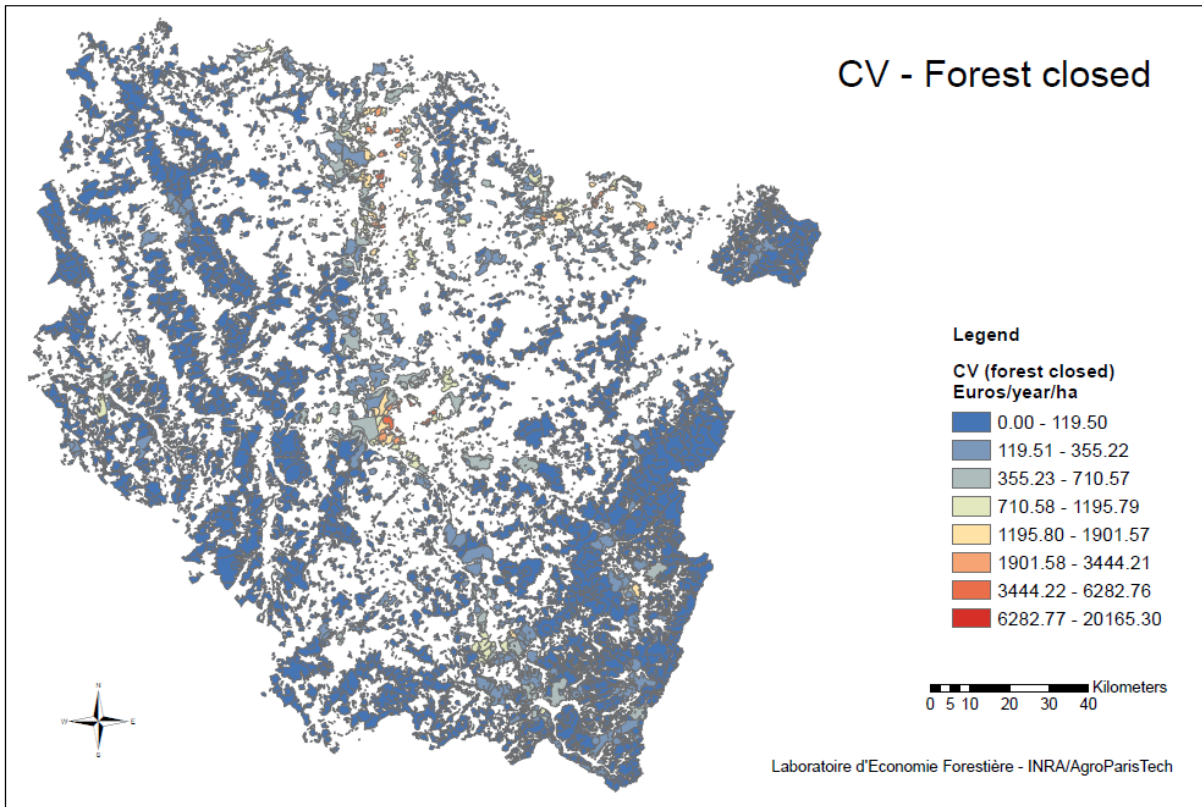 CV - Forest closed
Legend
CV (forest closed)
Euros/year/ha
0.00 - 119.50
119.51 - 355.22
355.23 - 710.57
710.58 - 1195.79
1195.80 - 1901.57
1901.58 - 3444.21
3444.22 - 6282.76
6282.77 - 20165.30
N
W E
S
Kilometers
0 5 10 20 30 40
Laboratoire d'Economie Forestière - INRA/AgroParisTech